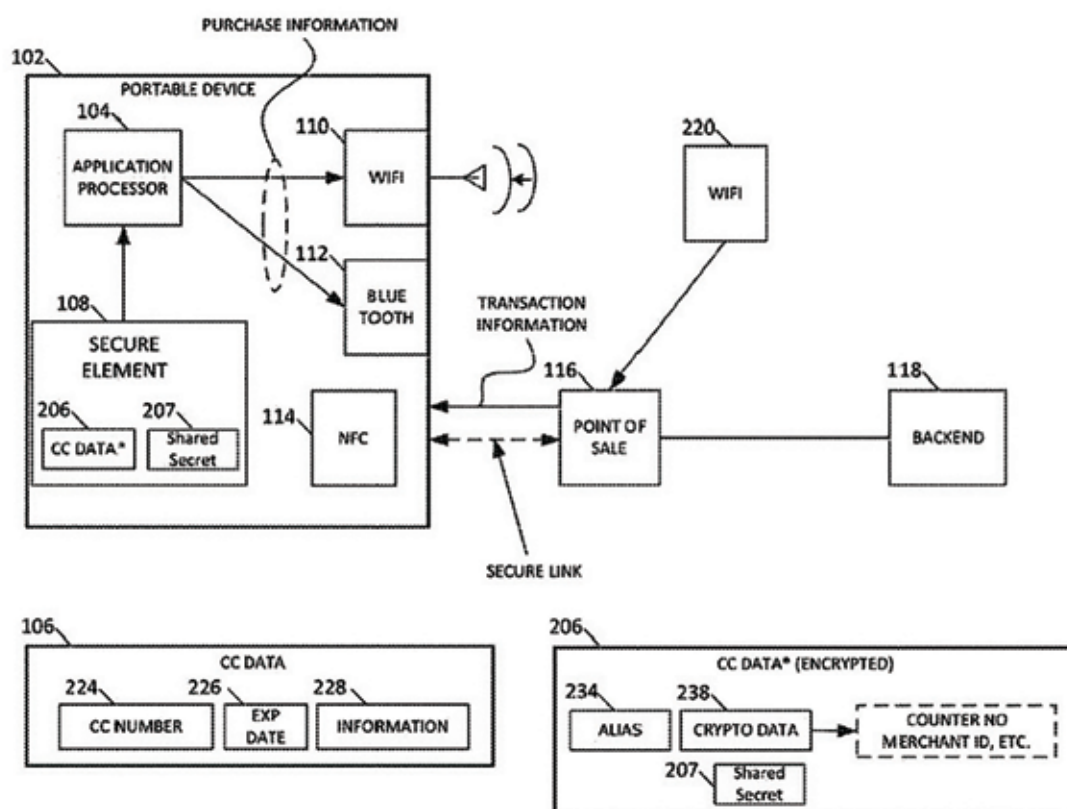 PURCHASE INFORMATION
102
PORTABLE DEVICE
104
APPLICATION
PROCESSOR
110
WIFI
220
WIFI
112
BLUE
TOOTH
108
SECURE
ELEMENT
206
CC DATA*
207
Shared
Secret
114
NFC
TRANSACTION
INFORMATION
116
POINT OF
SALE
118
BACKEND
SECURE LINK
106
CC DATA
224
CC NUMBER
226
EXP
DATE
228
INFORMATION
206
CC DATA* (ENCRYPTED)
234
ALIAS
238
CRYPTO DATA
COUNTER NO
MERCHANT ID, ETC.
207
Shared
Secret